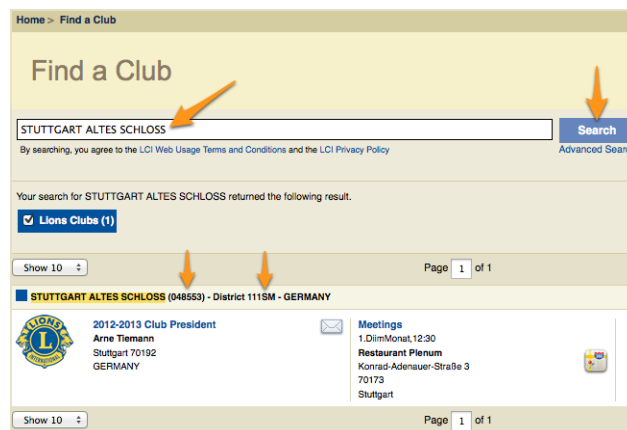 Home > Find a Club
Find a Club
STUTTGART ALTES SCHLOSS
Search
By searching, you agree to the LCI Web Usage Terms and Conditions and the LCI Privacy Policy
Advanced Sear
Your search for STUTTGART ALTES SCHLOSS returned the following result.
Lions Clubs (1)
Show 10
Page 1 of 1
STUTTGART ALTES SCHLOSS (048553) - District 111SM - GERMANY
LIONS
L
INTERNATIONAL
2012-2013 Club President
Arne Tiemann
Stuttgart 70192
GERMANY
Meetings
1.DiimMonat,12:30
Restaurant Plenum
Konrad-Adenauer-Straße 3
70173
Stuttgart
Show 10
Page 1 of 1